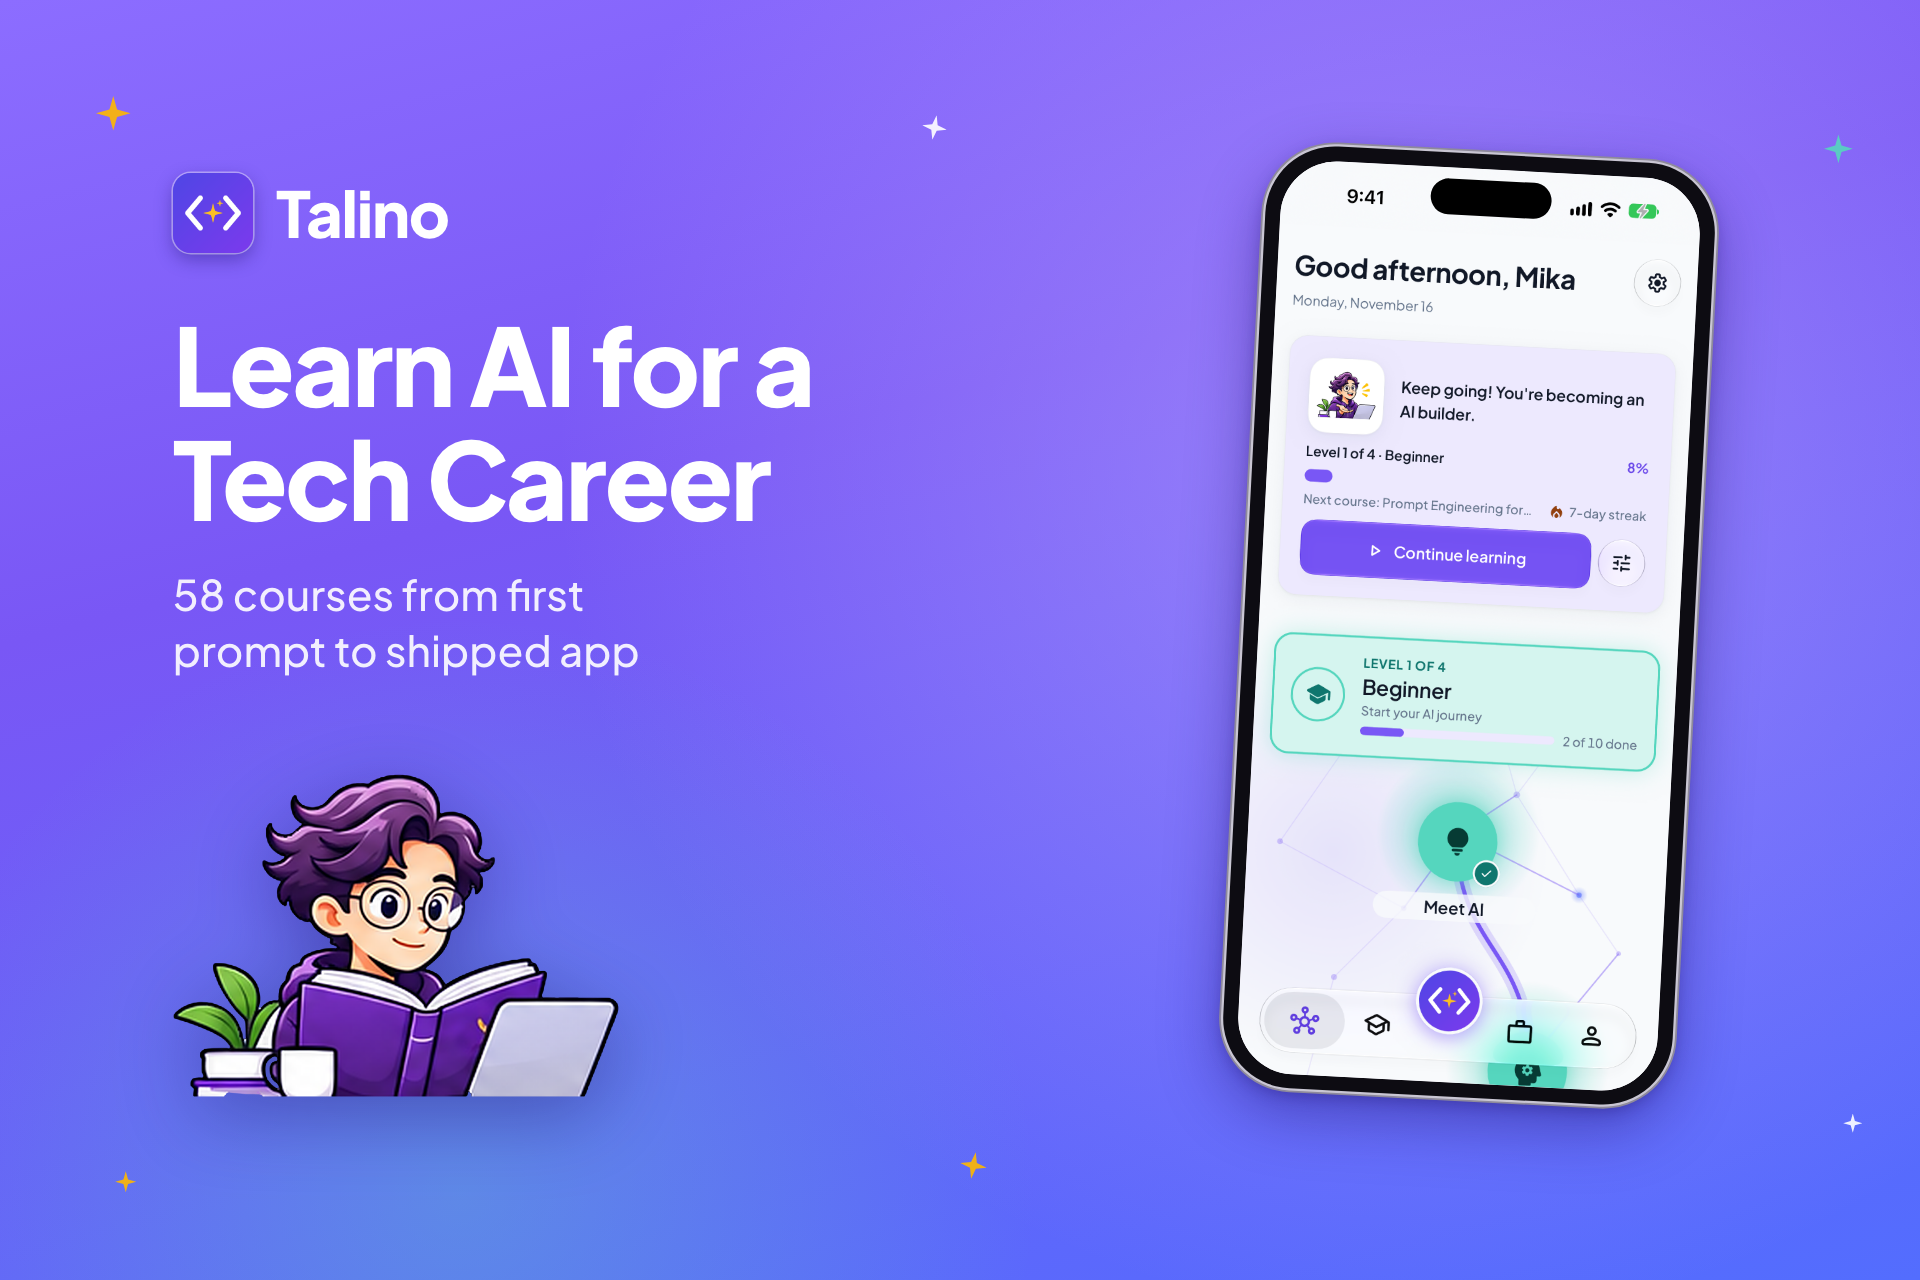 Talino
Learn AI for a
Tech Career
58 courses from first
prompt to shipped app
9:41
Good afternoon, Mika
Monday, November 16
Keep going! You're becoming an
AI builder.
Level 1 of 4 · Beginner
8%
Next course: Prompt Engineering for...
7-day streak
Continue learning
LEVEL 1 OF 4
Beginner
Start your AI journey
2 of 10 done
Meet AI